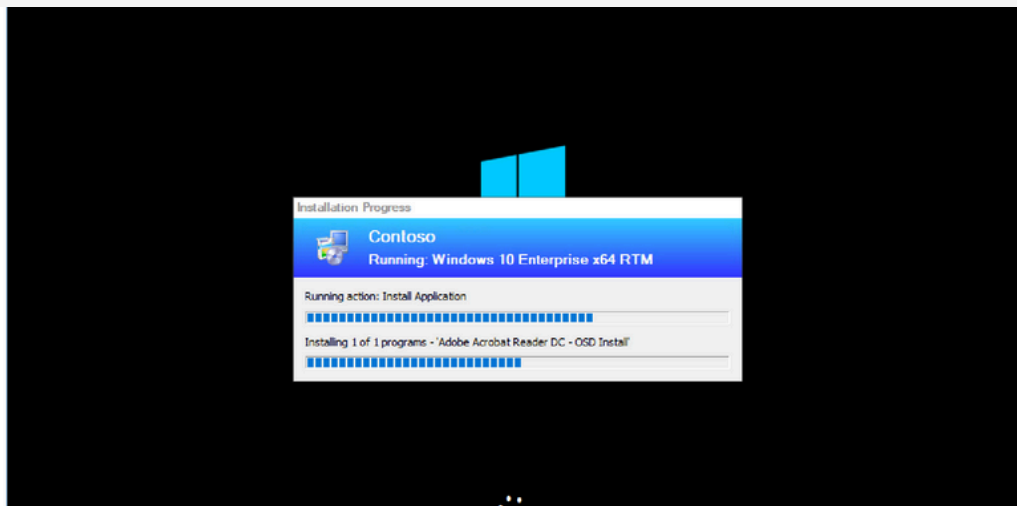 Installation Progress
Contoso
Running: Windows 10 Enterprise x64 RTM
Running action: Install Application
Installing 1 of 1 programs - 'Adobe Acrobat Reader DC - OSD Install'